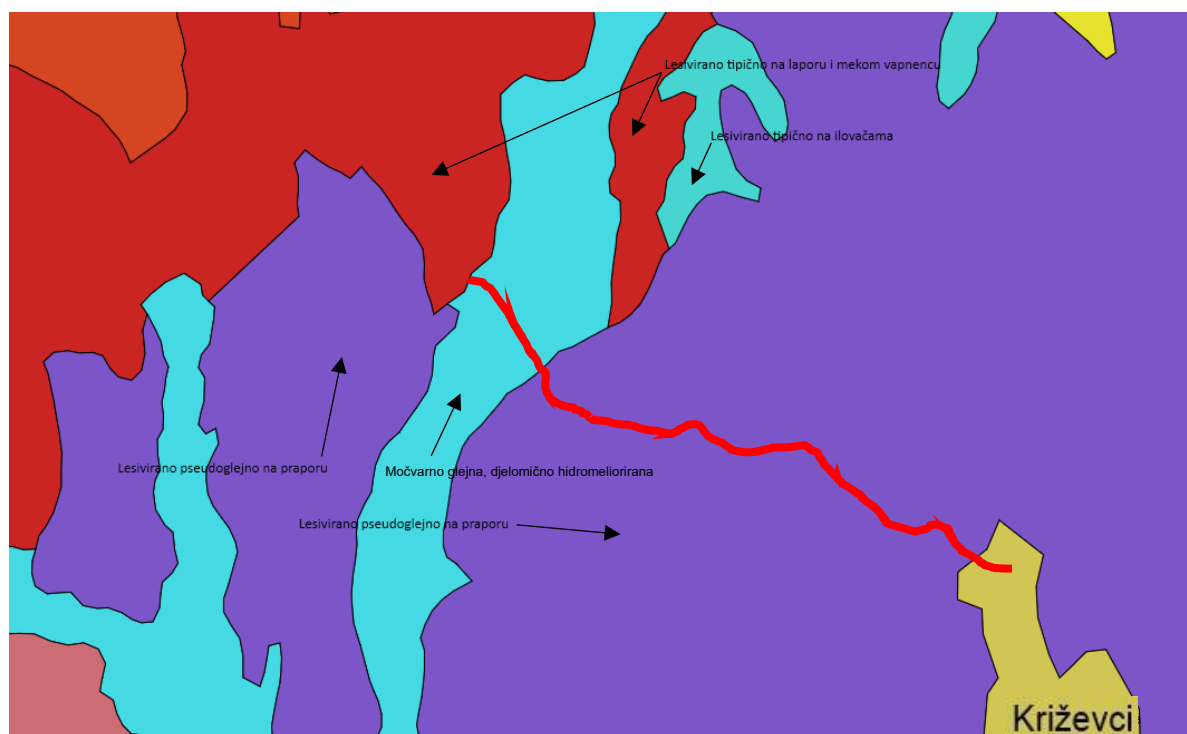 Lesivirano tipično na laporu i mekom vapnencu
Lesivirano tipično na ilovačama
Lesivirano pseudoglejno na praporu
Močvarno glejna, djelomično hidromeliorirana
Lesivirano pseudoglejno na praporu
Križevci